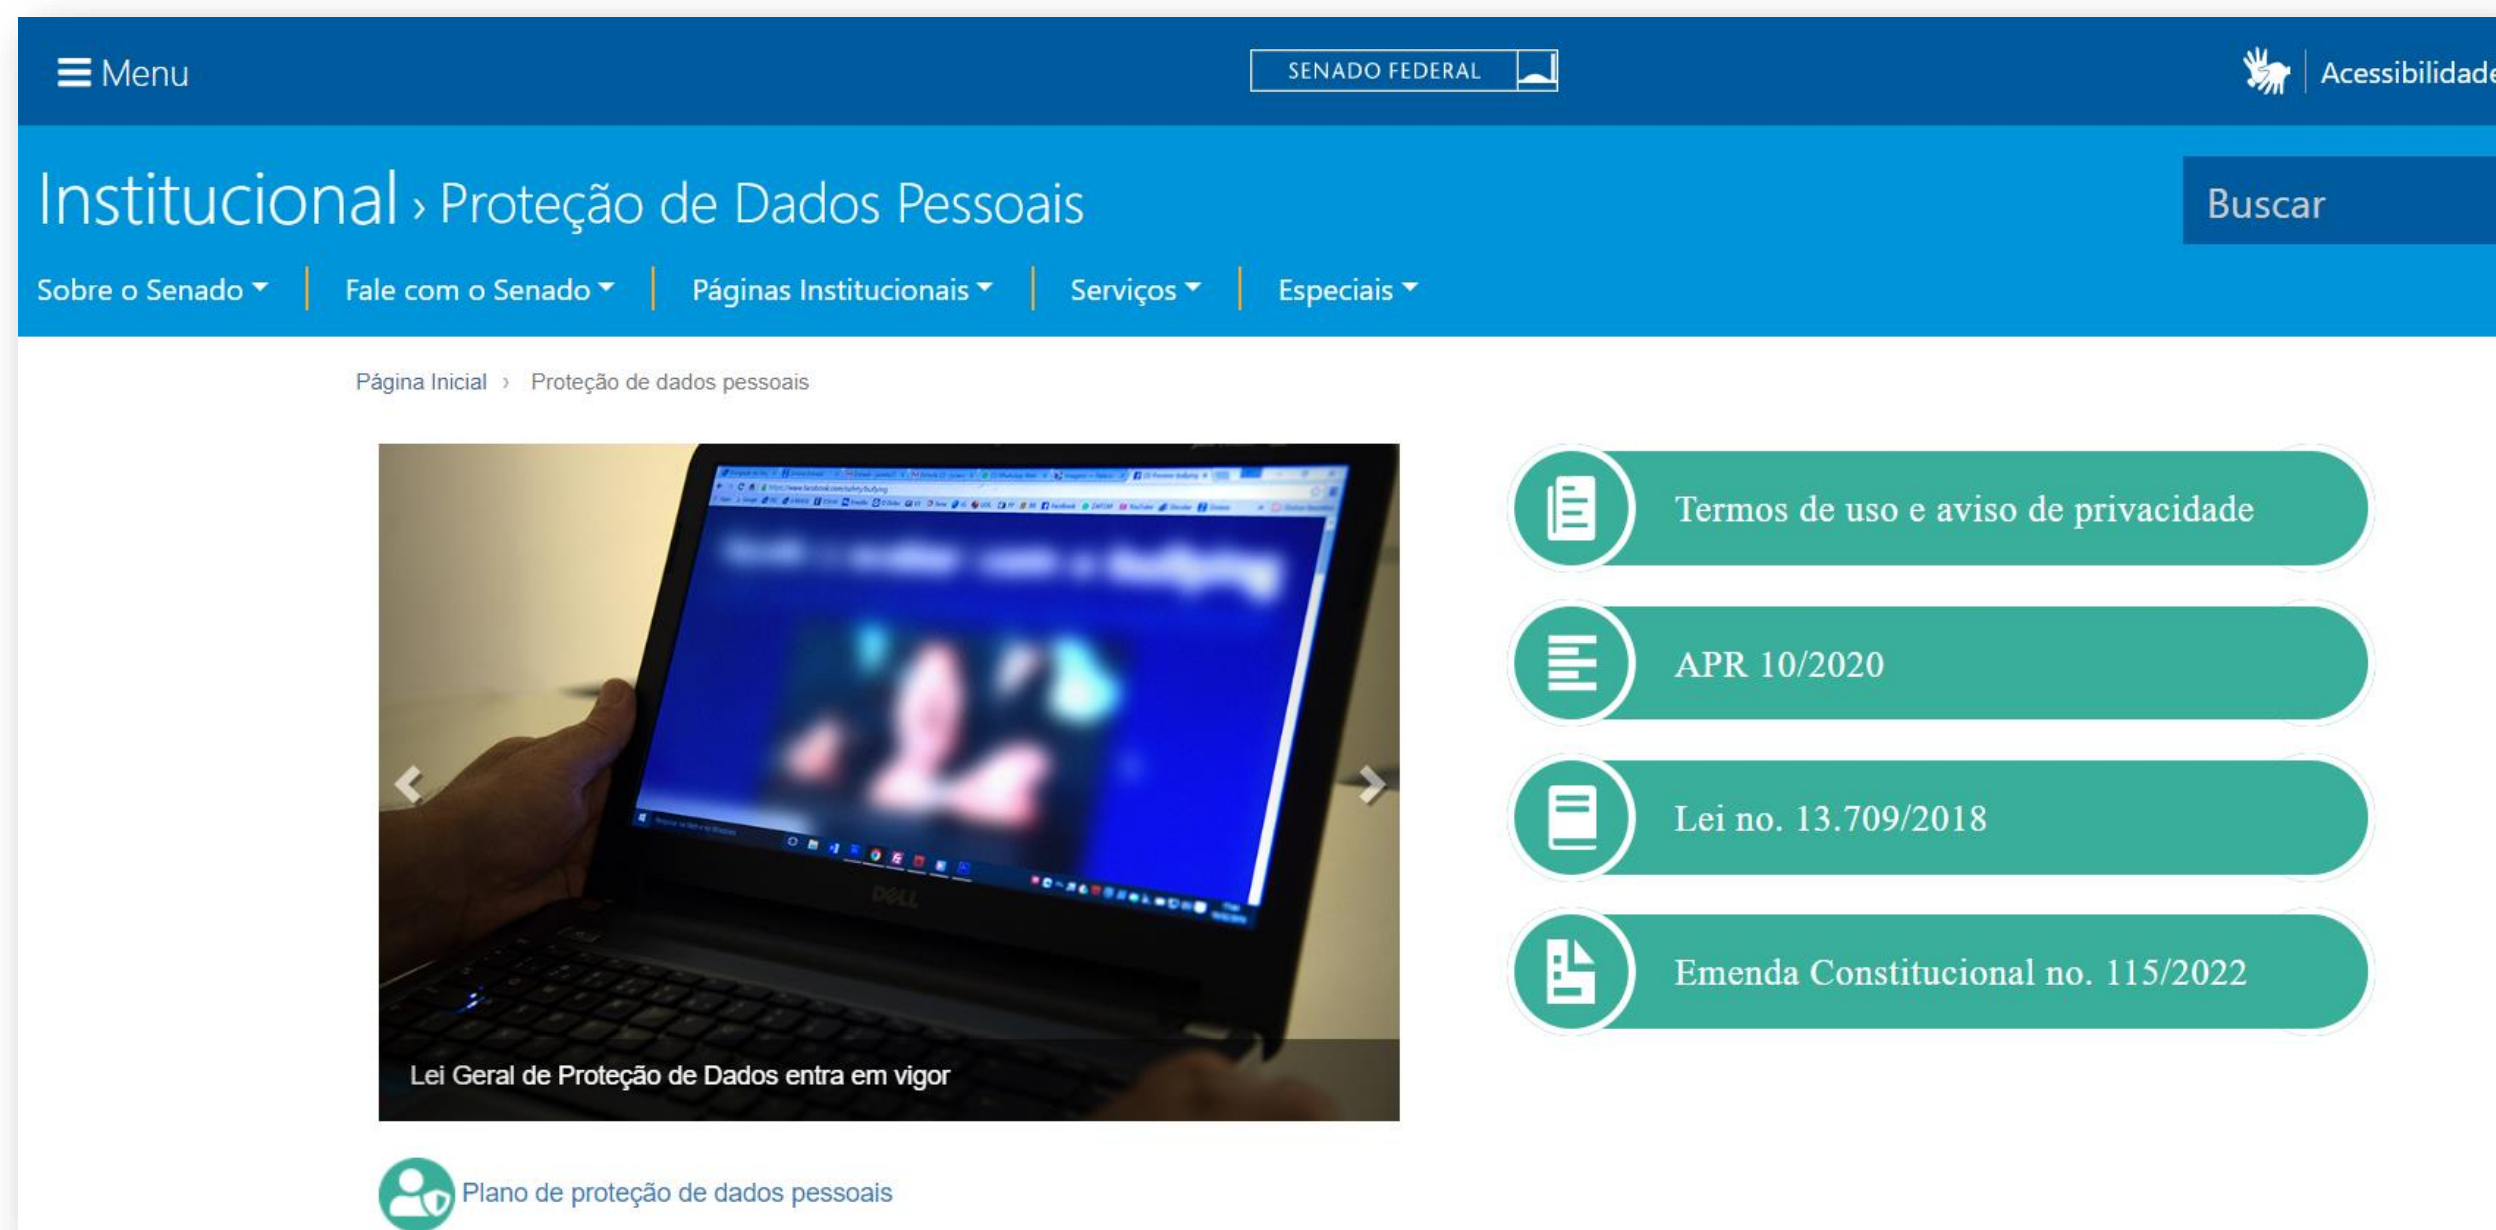 Menu
SENADO FEDERAL
Acessibilidade
Institucional › Proteção de Dados Pessoais
Buscar
Sobre o Senado
Fale com o Senado
Páginas Institucionais
Serviços
Especiais
Página Inicial › Proteção de dados pessoais
Termos de uso e aviso de privacidade
APR 10/2020
Lei no. 13.709/2018
Emenda Constitucional no. 115/2022
DELL
Lei Geral de Proteção de Dados entra em vigor
Plano de proteção de dados pessoais